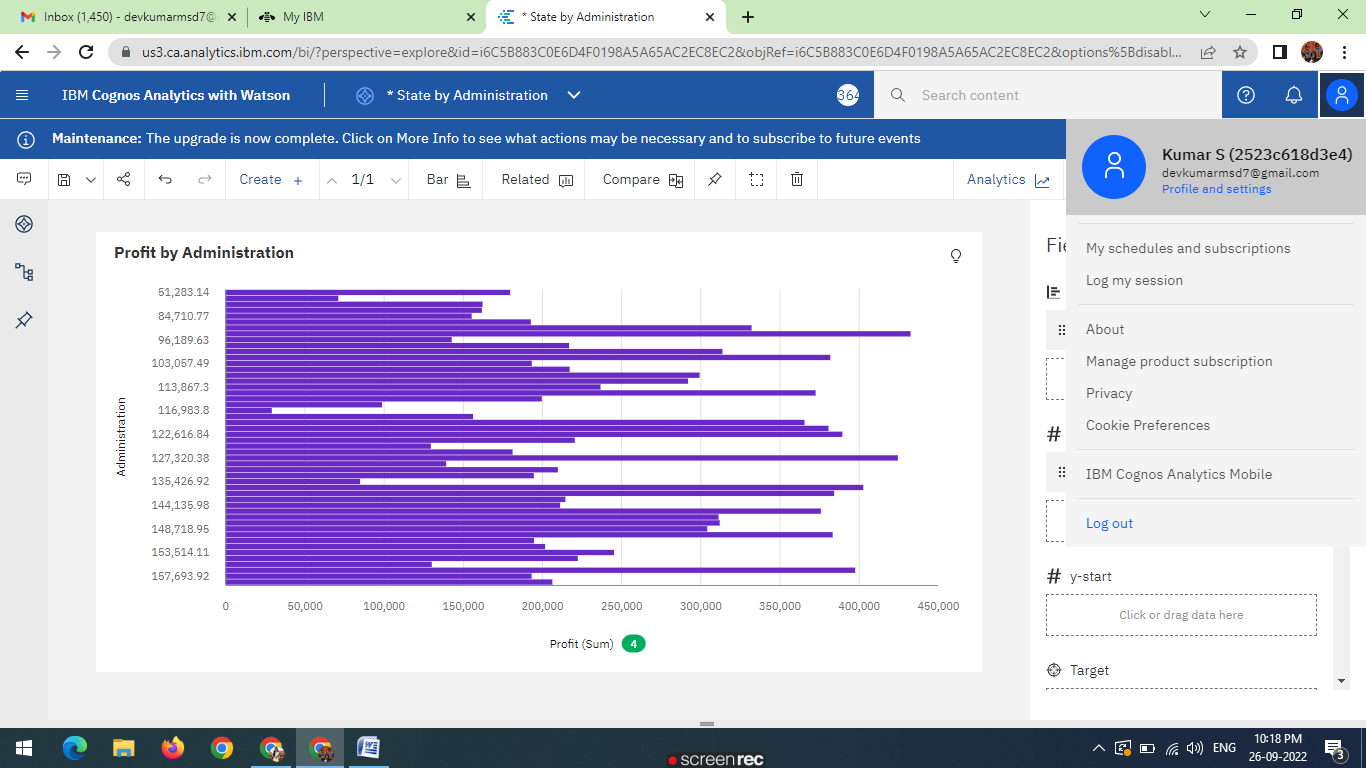 Inbox (1,450) - devkumarmsd7@
My IBM
* State by Administration
us3.ca.analytics.ibm.com/bi/?perspective=explore&id=i6C5B883C0E6D4F0198A5A65AC2EC8EC2&objRef=i6C5B883C0E6D4F0198A5A65AC2EC8EC2&options%5Bdisabl...
IBM Cognos Analytics with Watson
* State by Administration
364
Search content
Maintenance: The upgrade is now complete. Click on More Info to see what actions may be necessary and to subscribe to future events
Kumar S (2523c618d3e4)
devkumarmsd7@gmail.com
Profile and settings
Create +
1/1
Bar
Related
Compare
Analytics
My schedules and subscriptions
Log my session
About
Manage product subscription
Privacy
Cookie Preferences
IBM Cognos Analytics Mobile
Log out
Fie
Profit by Administration
Administration
51,283.14
84,710.77
96,189.63
103,057.49
113,867.3
116,983.8
122,616.84
127,320.38
135,426.92
144,135.98
148,718.95
153,514.11
157,693.92
0
50,000
100,000
150,000
200,000
250,000
300,000
350,000
400,000
450,000
Profit (Sum) 4
# y-start
Click or drag data here
Target
screenrec
ENG
10:18 PM
26-09-2022
3